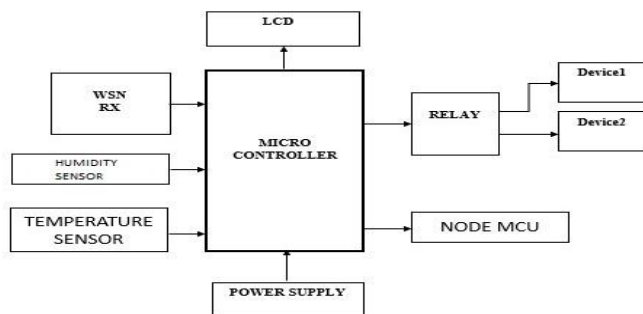 LCD
WSN
RX
MICRO
CONTROLLER
RELAY
Device1
Device2
HUMIDITY
SENSOR
TEMPERATURE
SENSOR
NODE MCU
POWER SUPPLY